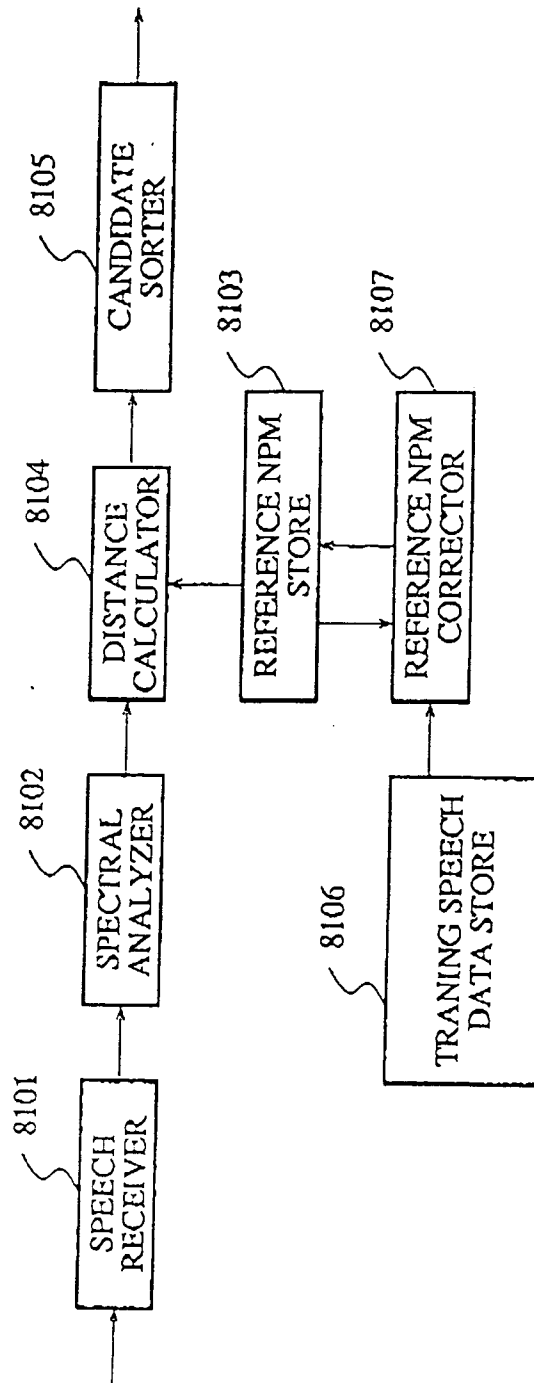 8101
SPEECH
RECEIVER
8102
SPECTRAL
ANALYZER
8104
DISTANCE
CALCULATOR
8105
CANDIDATE
SORTER
8103
REFERENCE NPM
STORE
8106
TRANING SPEECH
DATA STORE
8107
REFERENCE NPM
CORRECTOR